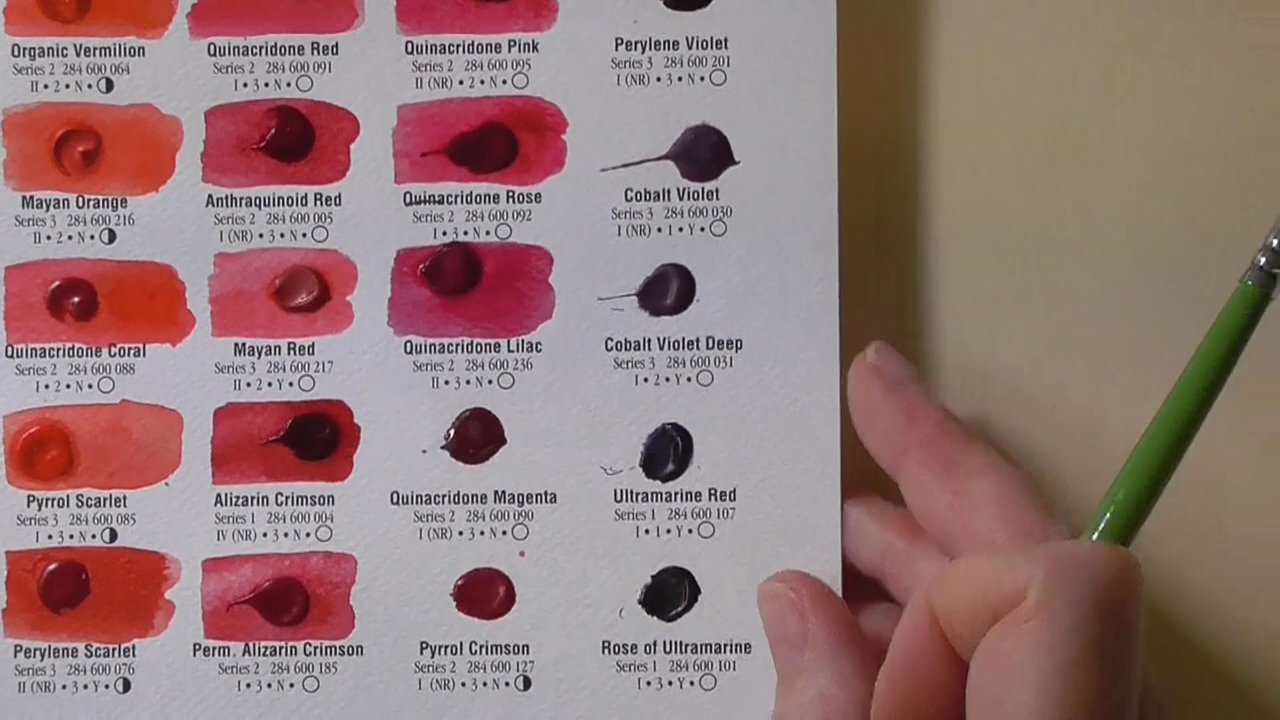 Organic Vermilion
Series 2 284 600 064
II • 2 • N •
Quinacridone Red
Series 2 284 600 091
I • 3 • N •
Quinacridone Pink
Series 2 284 600 095
II (NR) • 2 • N •
Perylene Violet
Series 3 284 600 201
I (NR) • 3 • N •
Mayan Orange
Series 3 284 600 216
II • 2 • N •
Anthraquinoid Red
Series 2 284 600 005
I (NR) • 3 • N •
Quinacridone Rose
Series 2 284 600 092
I • 3 • N •
Cobalt Violet
Series 3 284 600 030
I (NR) • 1 • Y •
Quinacridone Coral
Series 2 284 600 088
I • 2 • N •
Mayan Red
Series 3 284 600 217
II • 2 • Y •
Quinacridone Lilac
Series 2 284 600 236
II • 3 • N •
Cobalt Violet Deep
Series 3 284 600 031
I • 2 • Y •
Pyrrol Scarlet
Series 3 284 600 085
I • 3 • N •
Alizarin Crimson
Series 1 284 600 004
IV (NR) • 3 • N •
Quinacridone Magenta
Series 2 284 600 090
I (NR) • 3 • N •
Ultramarine Red
Series 1 284 600 107
I • 1 • Y •
Perylene Scarlet
Series 3 284 600 076
II (NR) • 3 • Y •
Perm. Alizarin Crimson
Series 2 284 600 185
I • 3 • N •
Pyrrol Crimson
Series 2 284 600 127
I (NR) • 3 • N •
Rose of Ultramarine
Series 1 284 600 101
I • 3 • Y •